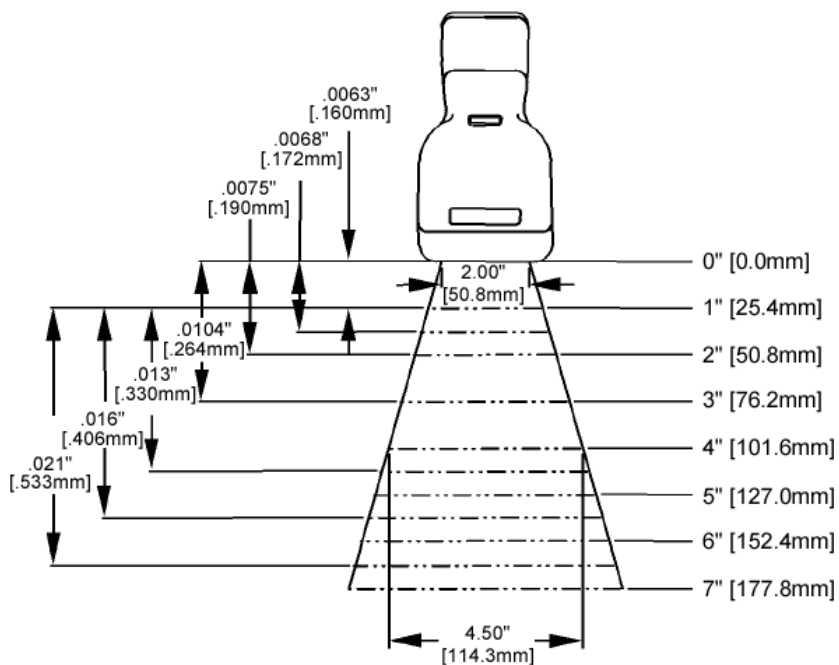 .0063"
[.160mm]
.0068"
[.172mm]
.0075"
[.190mm]
0" [0.0mm]
2.00"
[50.8mm]
1" [25.4mm]
.0104"
[.264mm]
2" [50.8mm]
.013"
[.330mm]
3" [76.2mm]
.016"
[.406mm]
4" [101.6mm]
.021"
[.533mm]
5" [127.0mm]
6" [152.4mm]
7" [177.8mm]
4.50"
[114.3mm]